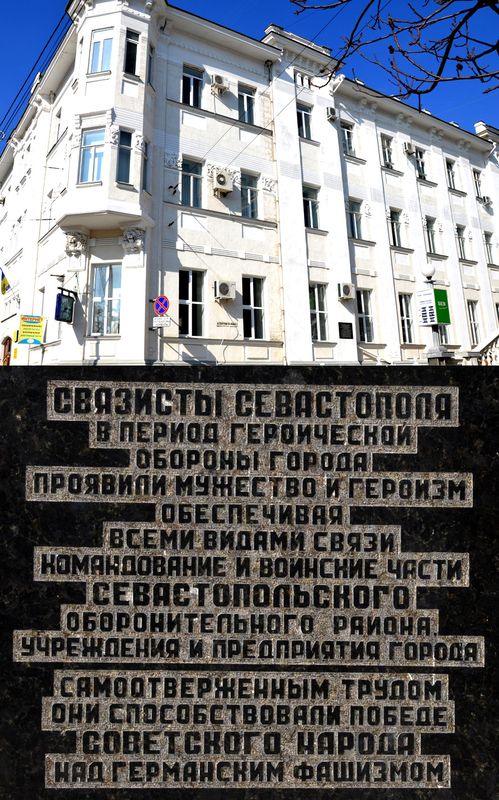 ИНТЕРНЕТ
СВЯЗИСТЫ СЕВАСТОПОЛЯ
В ПЕРИОД ГЕРОИЧЕСКОЙ
ОБОРОНЫ ГОРОДА
ПРОЯВИЛИ МУЖЕСТВО И ГЕРОИЗМ
ОБЕСПЕЧИВАЯ
ВСЕМИ ВИДАМИ СВЯЗИ
КОМАНДОВАНИЕ И ВОИНСКИЕ ЧАСТИ
СЕВАСТОПОЛЬСКОГО
ОБОРОНИТЕЛЬНОГО РАЙОНА,
УЧРЕЖДЕНИЯ И ПРЕДПРИЯТИЯ ГОРОДА
САМООТВЕРЖЕННЫМ ТРУДОМ
ОНИ СПОСОБСТВОВАЛИ ПОБЕДЕ
СОВЕТСКОГО НАРОДА
НАД ГЕРМАНСКИМ ФАШИЗМОМ